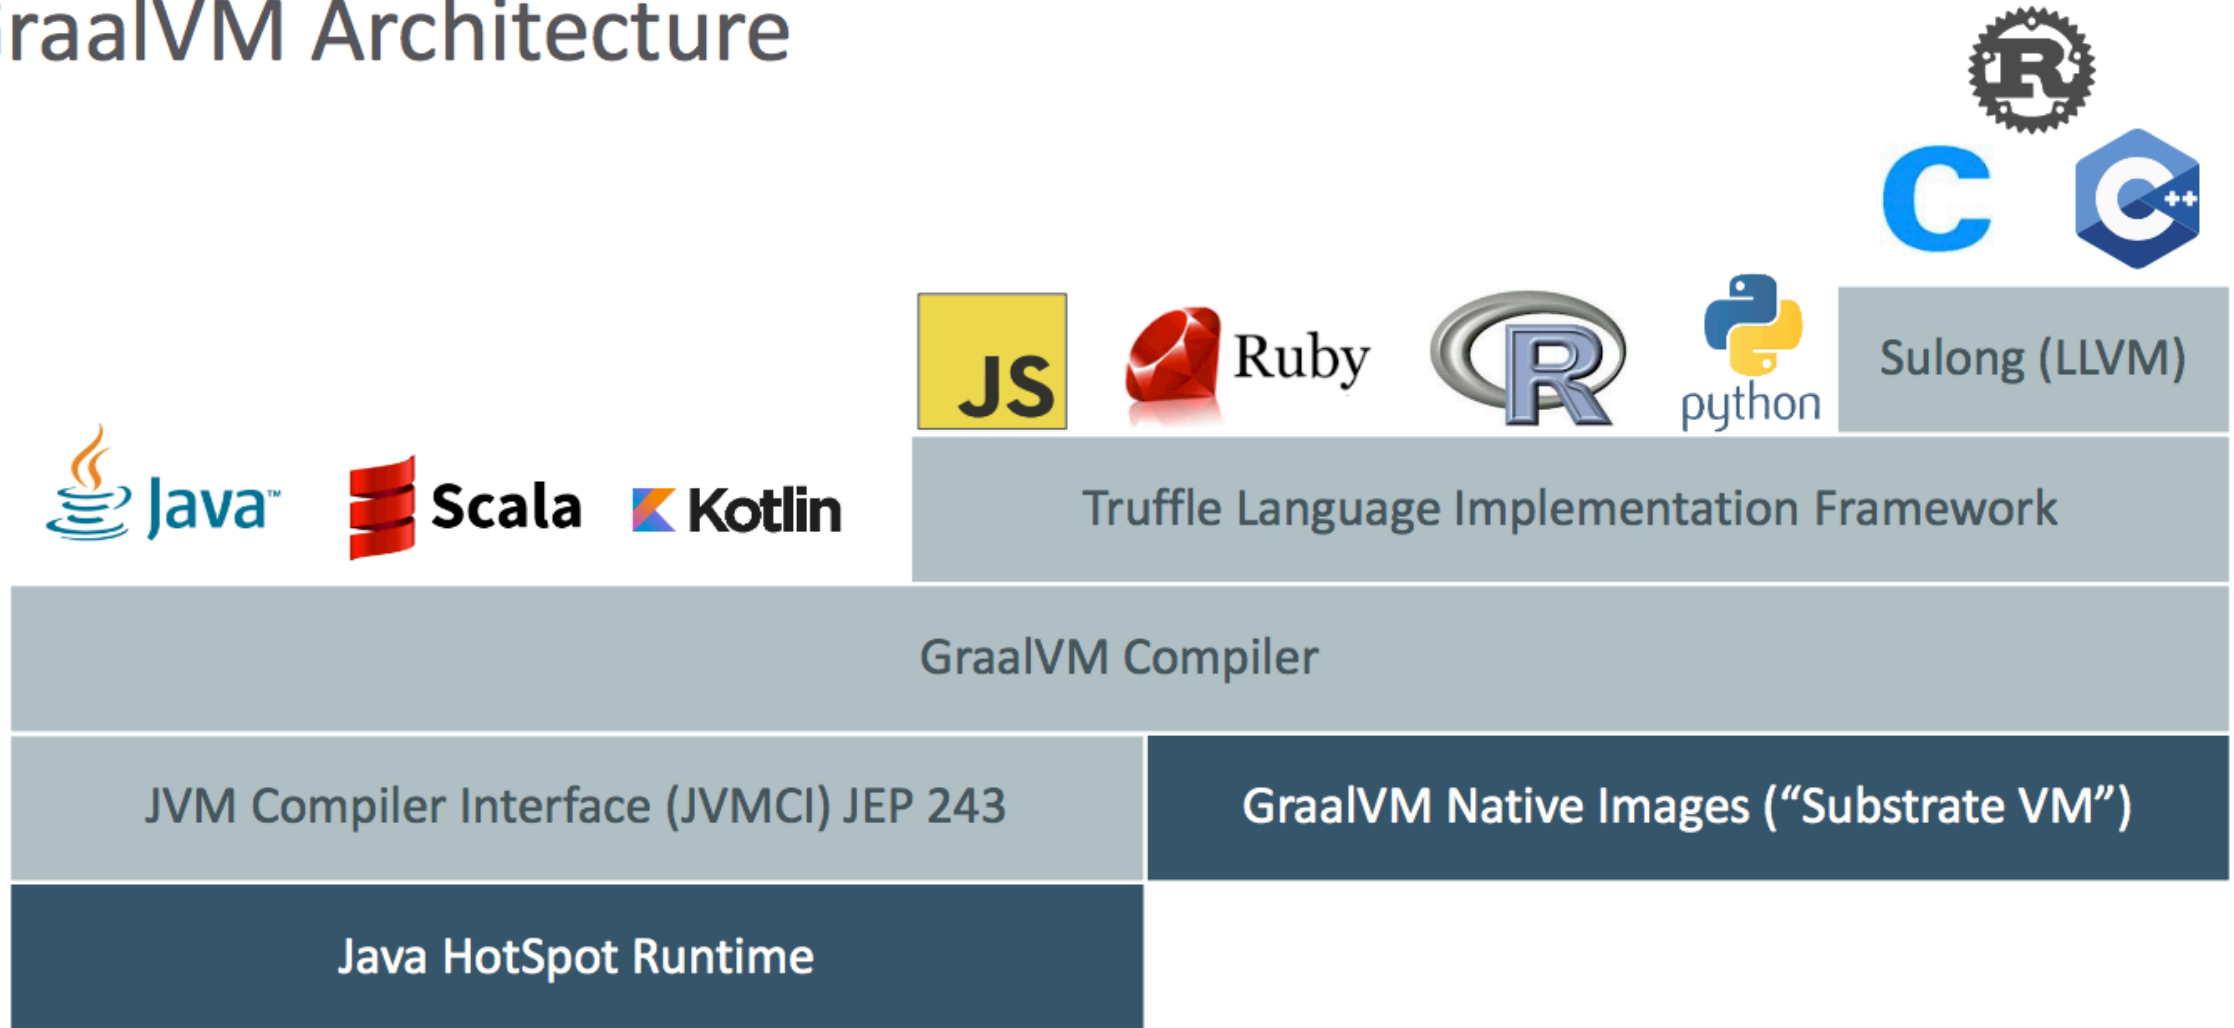 raalVM Architecture
R
C
C++
JS
Ruby
R
python
Sulong (LLVM)
Java™
Scala
Kotlin
Truffle Language Implementation Framework
GraalVM Compiler
JVM Compiler Interface (JVMCI) JEP 243
GraalVM Native Images (“Substrate VM”)
Java HotSpot Runtime